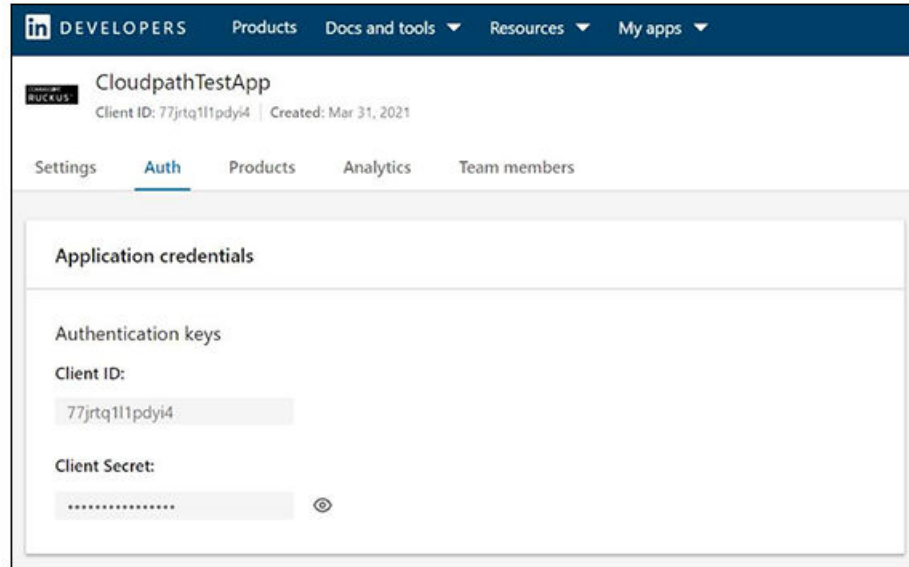 in DEVELOPERS Products Docs and tools Resources My apps
CloudpathTestApp
COMMSCOPE
RUCKUS
Client ID: 77jrtq1l1pdyi4 | Created: Mar 31, 2021
Settings Auth Products Analytics Team members
Application credentials
Authentication keys
Client ID:
77jrtq1l1pdyi4
Client Secret:
••••••••••••••••